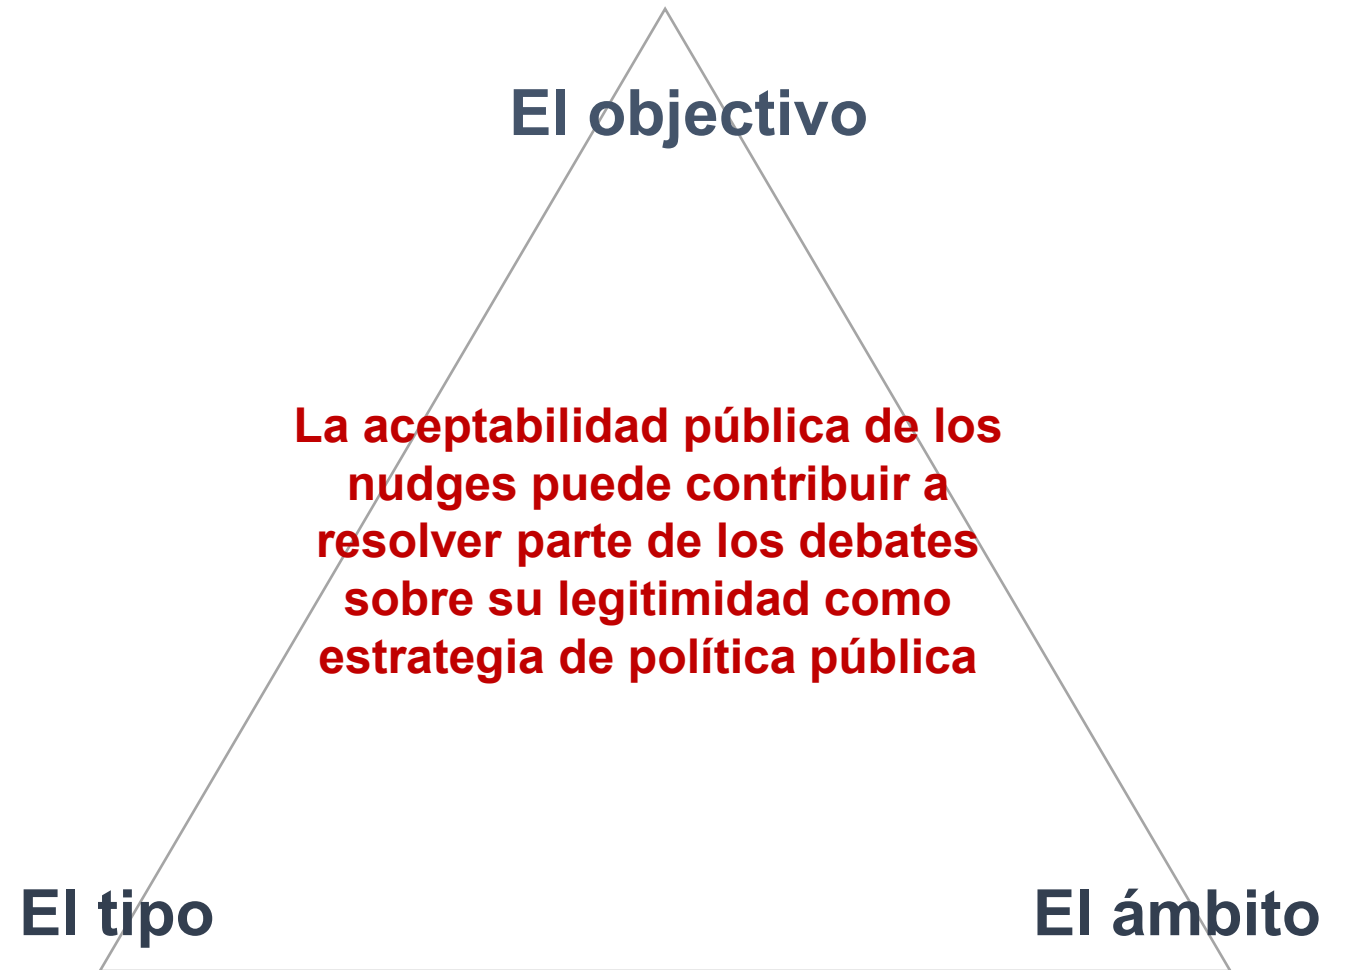 El objectivo
La aceptabilidad pública de los
nudges puede contribuir a
resolver parte de los debates
sobre su legitimidad como
estrategia de política pública
El tipo
El ámbito